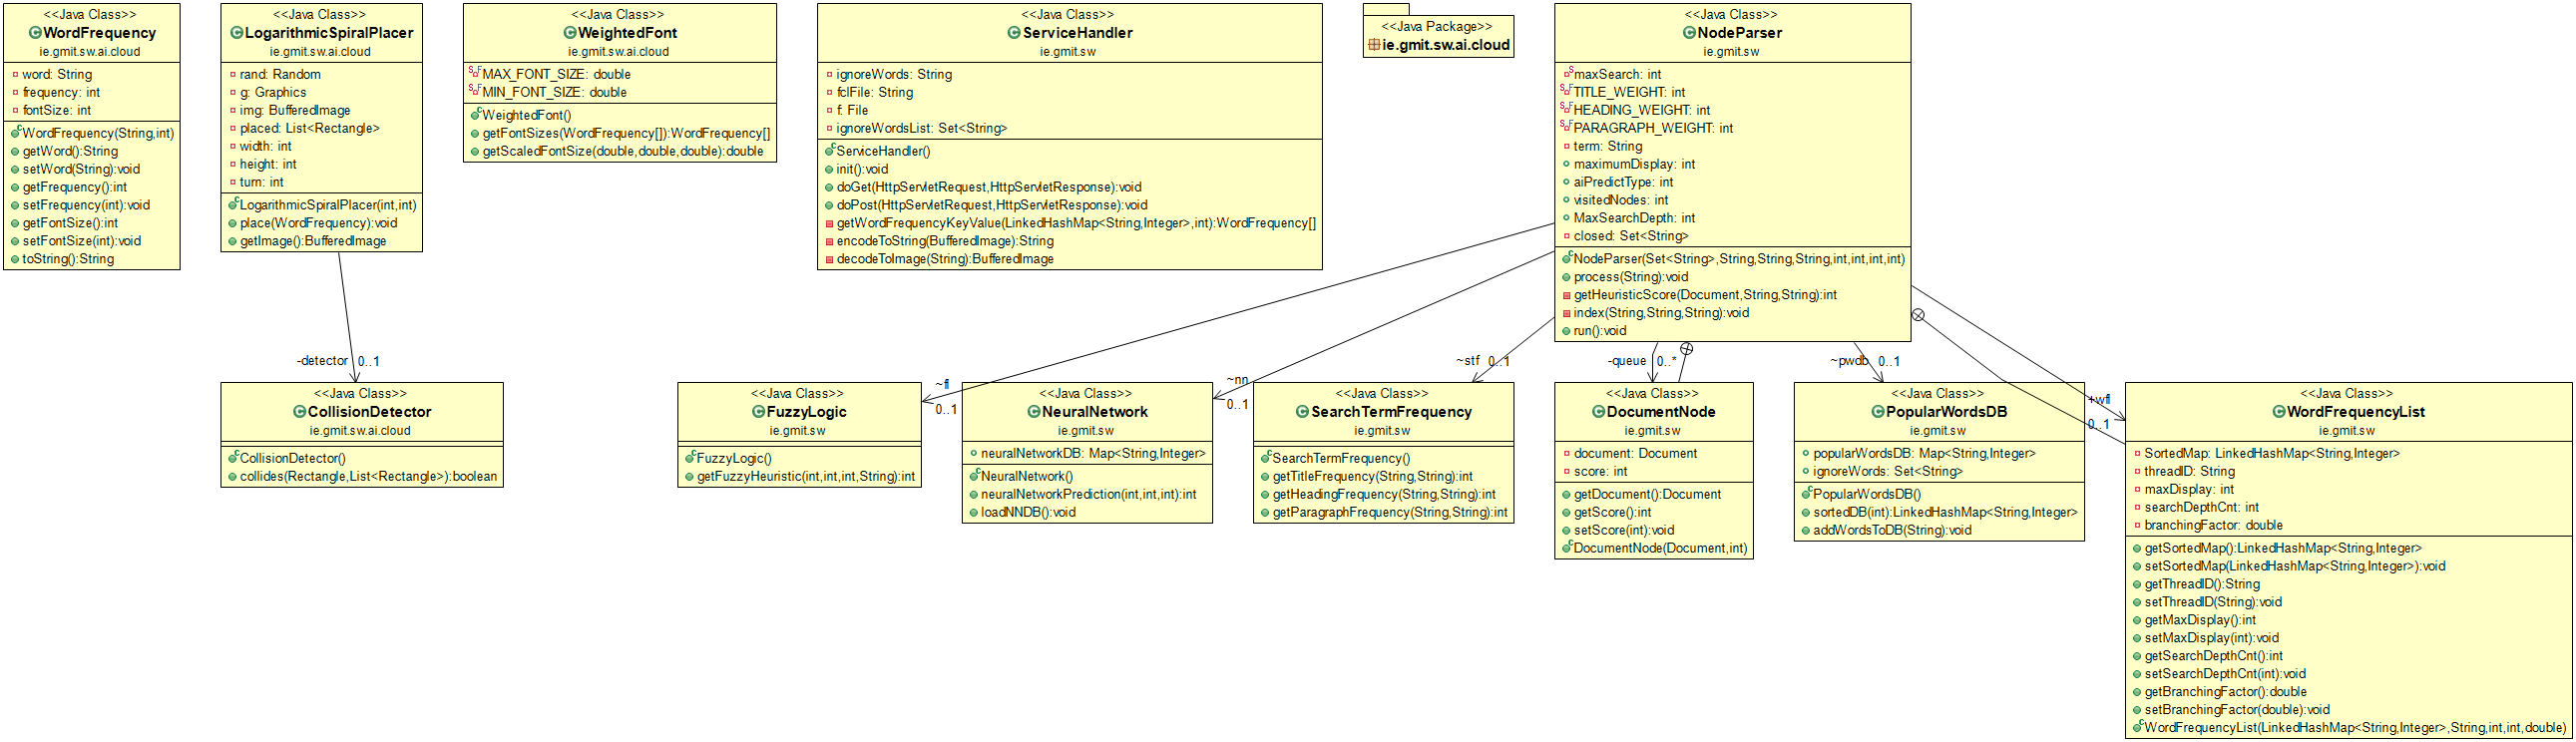 <<Java Class>>
WordFrequency
ie.gmit.sw.ai.cloud
word: String
frequency: int
fontSize: int
WordFrequency(String,int)
getWord():String
setWord(String):void
getFrequency():int
setFrequency(int):void
getFontSize():int
setFontSize(int):void
toString():String
<<Java Class>>
LogarithmicSpiralPlacer
ie.gmit.sw.ai.cloud
rand: Random
g: Graphics
img: BufferedImage
placed: List<Rectangle>
width: int
height: int
turn: int
LogarithmicSpiralPlacer(int,int)
place(WordFrequency):void
getImage():BufferedImage
<<Java Class>>
WeightedFont
ie.gmit.sw.ai.cloud
MAX_FONT_SIZE: double
MIN_FONT_SIZE: double
WeightedFont()
getFontSizes(WordFrequency[]):WordFrequency[]
getScaledFontSize(double,double,double):double
<<Java Class>>
ServiceHandler
ie.gmit.sw
ignoreWords: String
fclFile: String
f: File
ignoreWordsList: Set<String>
ServiceHandler()
init():void
doGet(HttpServletRequest,HttpServletResponse):void
doPost(HttpServletRequest,HttpServletResponse):void
getWordFrequencyKeyValue(LinkedHashMap<String,Integer>,int):WordFrequency[]
encodeToString(BufferedImage):String
decodeToImage(String):BufferedImage
<<Java Package>>
ie.gmit.sw.ai.cloud
<<Java Class>>
NodeParser
ie.gmit.sw
maxSearch: int
TITLE_WEIGHT: int
HEADING_WEIGHT: int
PARAGRAPH_WEIGHT: int
term: String
maximumDisplay: int
aiPredictType: int
visitedNodes: int
MaxSearchDepth: int
closed: Set<String>
NodeParser(Set<String>,String,String,String,int,int,int,int)
process(String):void
getHeuristicScore(Document,String,String):int
index(String,String,String):void
run():void
-detector 0..1
~fl
0..1
~nn
0..1
~stf 0..1
-queue 0..*
~pwdb 0..1
+wfl
0..1
<<Java Class>>
CollisionDetector
ie.gmit.sw.ai.cloud
CollisionDetector()
collides(Rectangle,List<Rectangle>):boolean
<<Java Class>>
FuzzyLogic
ie.gmit.sw
FuzzyLogic()
getFuzzyHeuristic(int,int,int,String):int
<<Java Class>>
NeuralNetwork
ie.gmit.sw
neuralNetworkDB: Map<String,Integer>
NeuralNetwork()
neuralNetworkPrediction(int,int,int):int
loadNNDB():void
<<Java Class>>
SearchTermFrequency
ie.gmit.sw
SearchTermFrequency()
getTitleFrequency(String,String):int
getHeadingFrequency(String,String):int
getParagraphFrequency(String,String):int
<<Java Class>>
DocumentNode
ie.gmit.sw
document: Document
score: int
getDocument():Document
getScore():int
setScore(int):void
DocumentNode(Document,int)
<<Java Class>>
PopularWordsDB
ie.gmit.sw
popularWordsDB: Map<String,Integer>
ignoreWords: Set<String>
PopularWordsDB()
sortedDB(int):LinkedHashMap<String,Integer>
addWordsToDB(String):void
<<Java Class>>
WordFrequencyList
ie.gmit.sw
SortedMap: LinkedHashMap<String,Integer>
threadID: String
maxDisplay: int
searchDepthCnt: int
branchingFactor: double
getSortedMap():LinkedHashMap<String,Integer>
setSortedMap(LinkedHashMap<String,Integer>):void
getThreadID():String
setThreadID(String):void
getMaxDisplay():int
setMaxDisplay(int):void
getSearchDepthCnt():int
setSearchDepthCnt(int):void
getBranchingFactor():double
setBranchingFactor(double):void
WordFrequencyList(LinkedHashMap<String,Integer>,String,int,int,double)